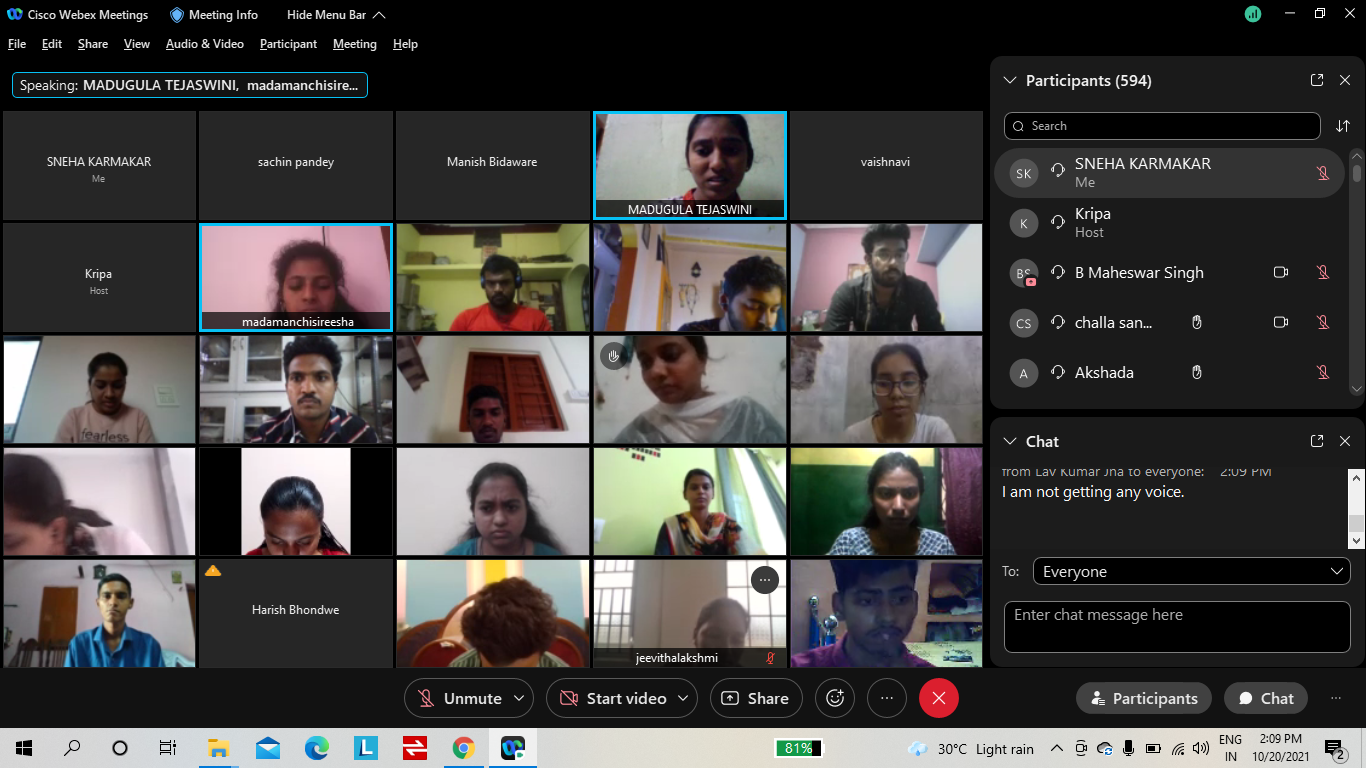 Cisco Webex Meetings
Meeting Info
Hide Menu Bar
File Edit Share View Audio & Video Participant Meeting Help
Speaking: MADUGULA TEJASWINI, madamanchisire...
SNEHA KARMAKAR
Me
sachin pandey
Manish Bidaware
MADUGULA TEJASWINI
vaishnavi
Kripa
Host
madamanchisireesha
fearless
Harish Bhondwe
jeevithalakshmi
Participants (594)
Search
SK
SNEHA KARMAKAR
Me
K
Kripa
Host
BS
B Maheswar Singh
CS
challa san...
A
Akshada
Chat
from Lav Kumar Jha to everyone: 2:09 PM
I am not getting any voice.
To: Everyone
Enter chat message here
Unmute
Start video
Share
Participants
Chat
81%
30°C Light rain
ENG
IN
2:09 PM
10/20/2021
2